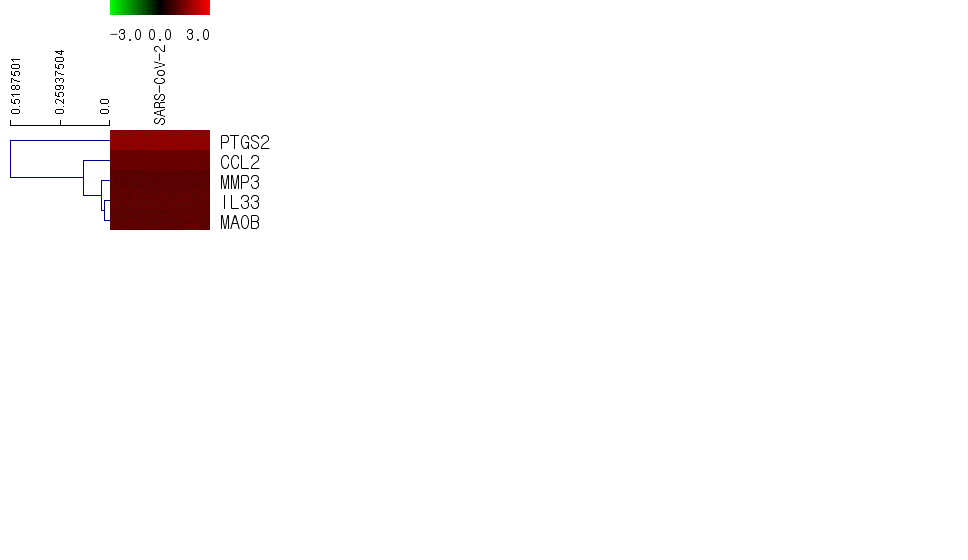 -3.0 0.0 3.0
0.5187501
0.25937504
0.0
SARS-CoV-2
PTGS2
CCL2
MMP3
IL33
MAOB